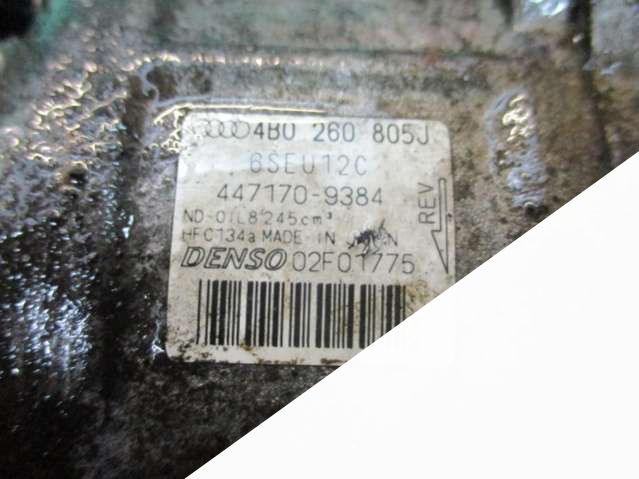 4B0 260 805J
6SEU12C
447170-9384
ND-OIL8 245cm³
HFC134a MADE IN
DENSO 02F01775
REV